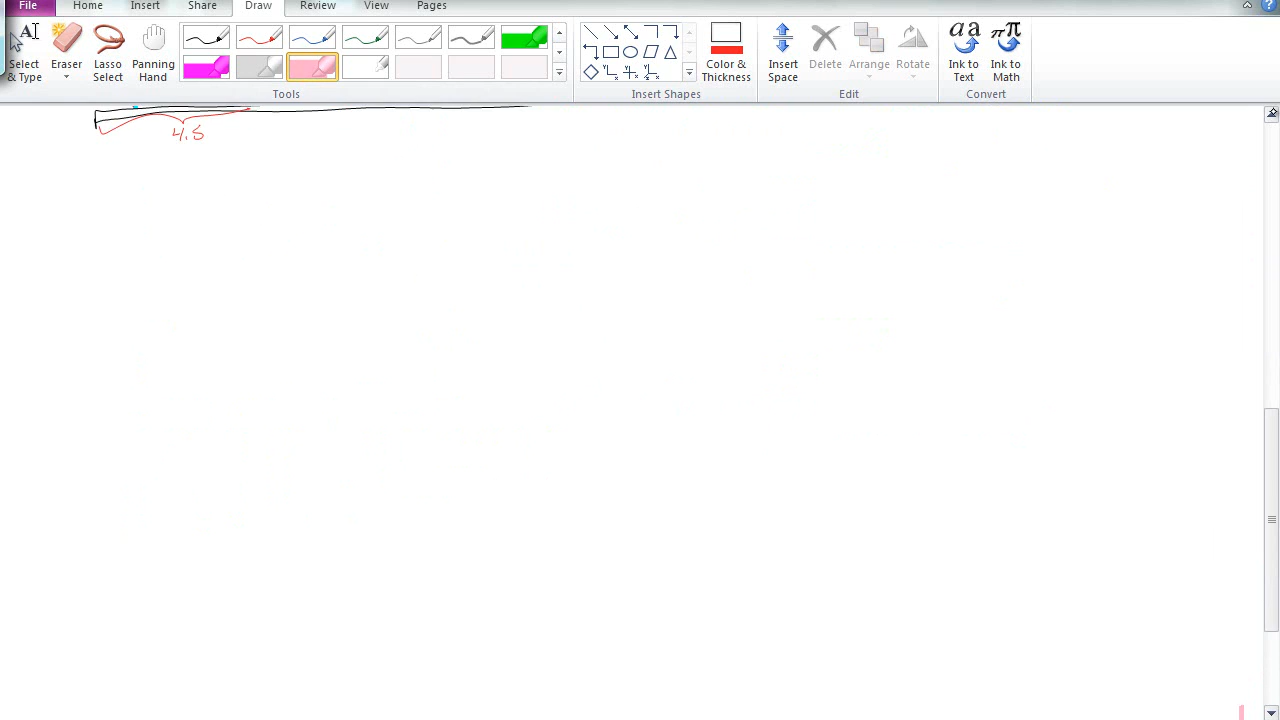 File Home Insert Share Draw Review View Pages
A
Select & Type
Eraser
Lasso Select
Panning Hand
Color & Thickness
Insert Space
Delete
Arrange
Rotate
a a
Ink to Text
π π
Ink to Math
Tools
Insert Shapes
Edit
Convert
4.5